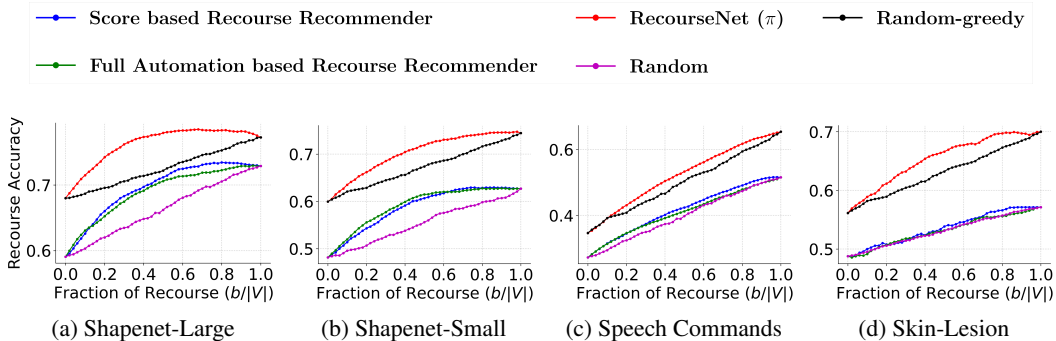 Score based Recourse Recommender
RecourseNet (π)
Random-greedy
Full Automation based Recourse Recommender
Random
Recourse Accuracy
0.7
0.6
0.0 0.2 0.4 0.6 0.8 1.0
Fraction of Recourse (b/|V|)
(a) Shapenet-Large
0.7
0.6
0.5
0.0 0.2 0.4 0.6 0.8 1.0
Fraction of Recourse (b/|V|)
(b) Shapenet-Small
0.6
0.4
0.0 0.2 0.4 0.6 0.8 1.0
Fraction of Recourse (b/|V|)
(c) Speech Commands
0.7
0.6
0.5
0.0 0.2 0.4 0.6 0.8 1.0
Fraction of Recourse (b/|V|)
(d) Skin-Lesion